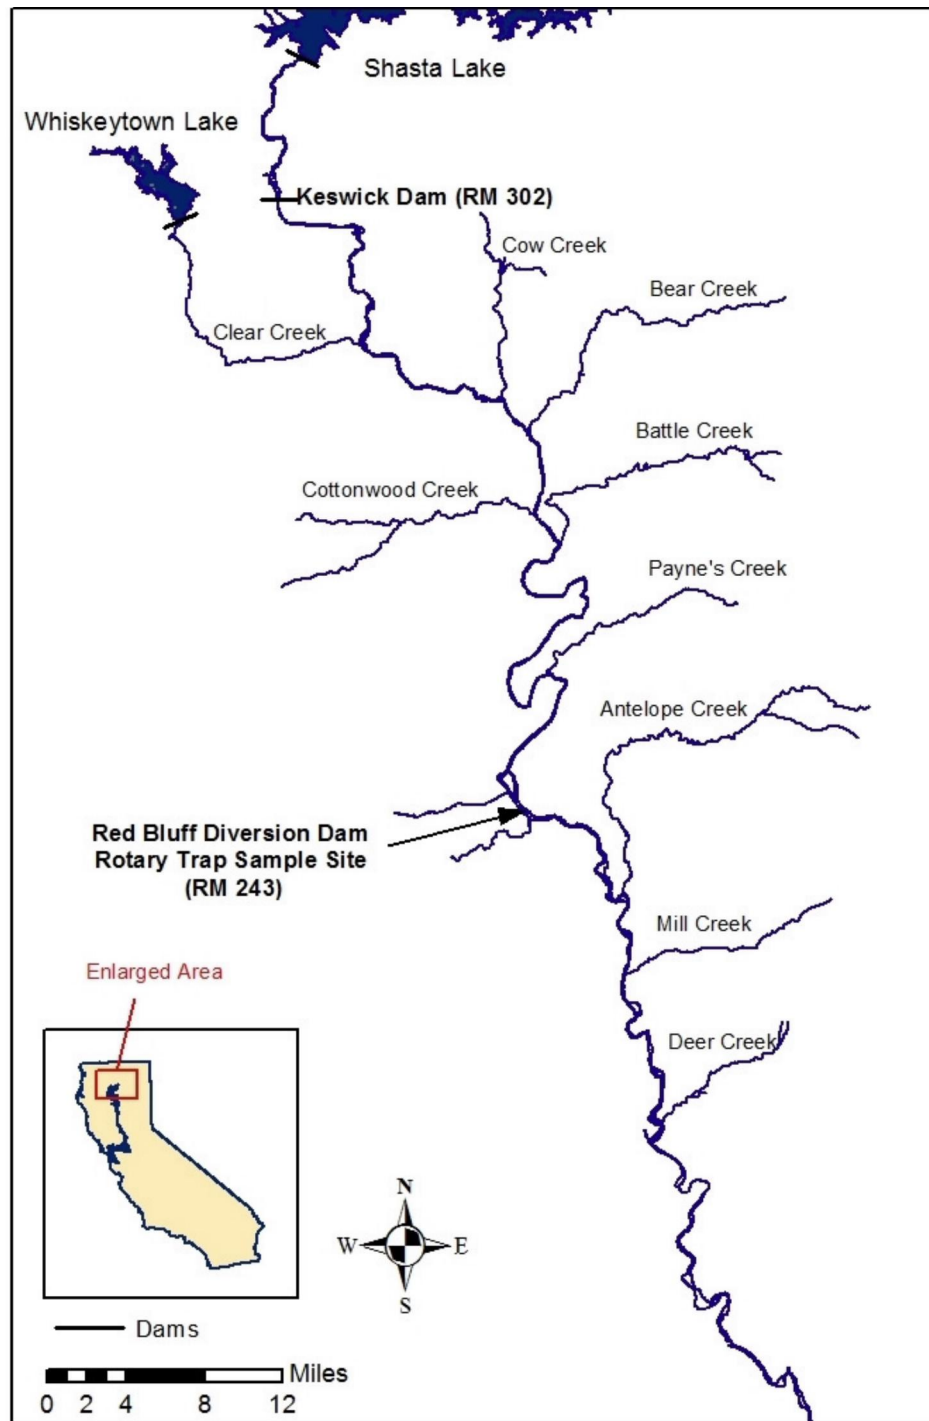 Shasta Lake
Whiskeytown Lake
Keswick Dam (RM 302)
Cow Creek
Bear Creek
Clear Creek
Battle Creek
Cottonwood Creek
Payne's Creek
Antelope Creek
Red Bluff Diversion Dam
Rotary Trap Sample Site
(RM 243)
Mill Creek
Enlarged Area
Deer Creek
N
W
E
S
Dams
Miles
0 2 4 8 12